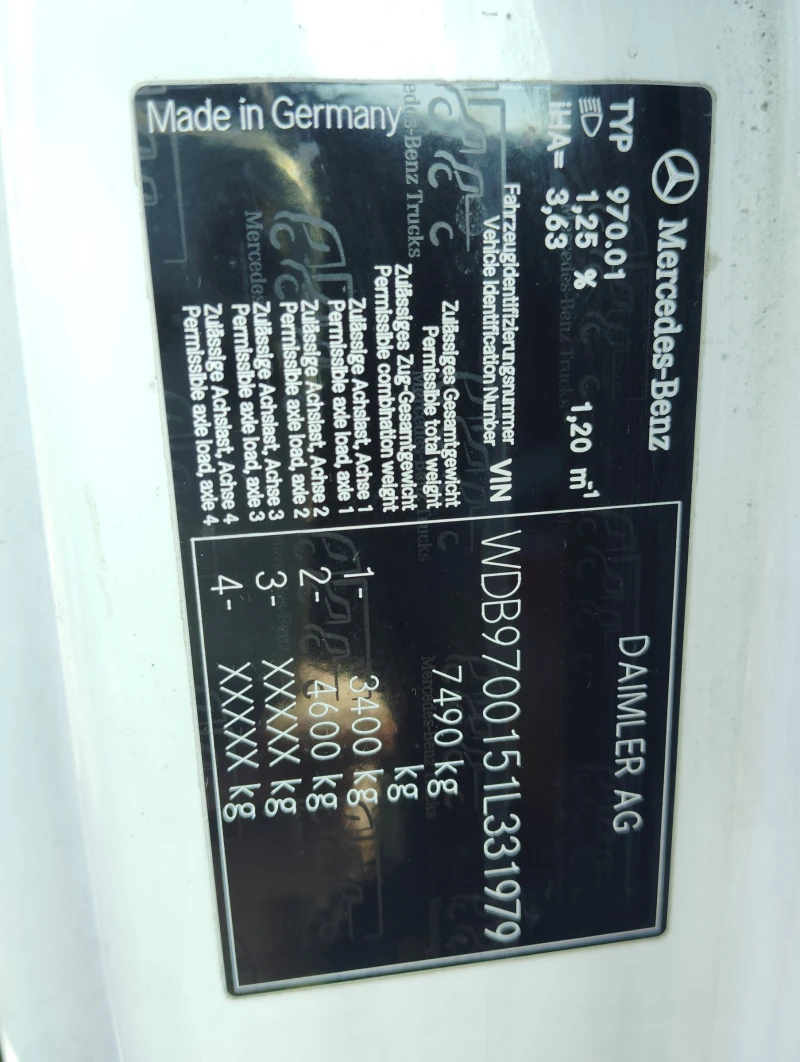 Mercedes-Benz
DAIMLER AG
TYP 970.01
1,25 % 1,20 m⁻¹
iHA= 3,63
Fahrzeugidentifizierungsnummer
Vehicle Identification Number VIN WDB9700151L331979
Zulässiges Gesamtgewicht
Permissible total weight 7490 kg
Zulässiges Zug-Gesamtgewicht
Permissible combination weight kg
Zulässige Achslast, Achse 1
Permissible axle load, axle 1 1- 3400 kg
Zulässige Achslast, Achse 2
Permissible axle load, axle 2 2- 4600 kg
Zulässige Achslast, Achse 3
Permissible axle load, axle 3 3- XXXXX kg
Zulässige Achslast, Achse 4
Permissible axle load, axle 4 4- XXXXX kg
Made in Germany
Mercedes-Benz Trucks